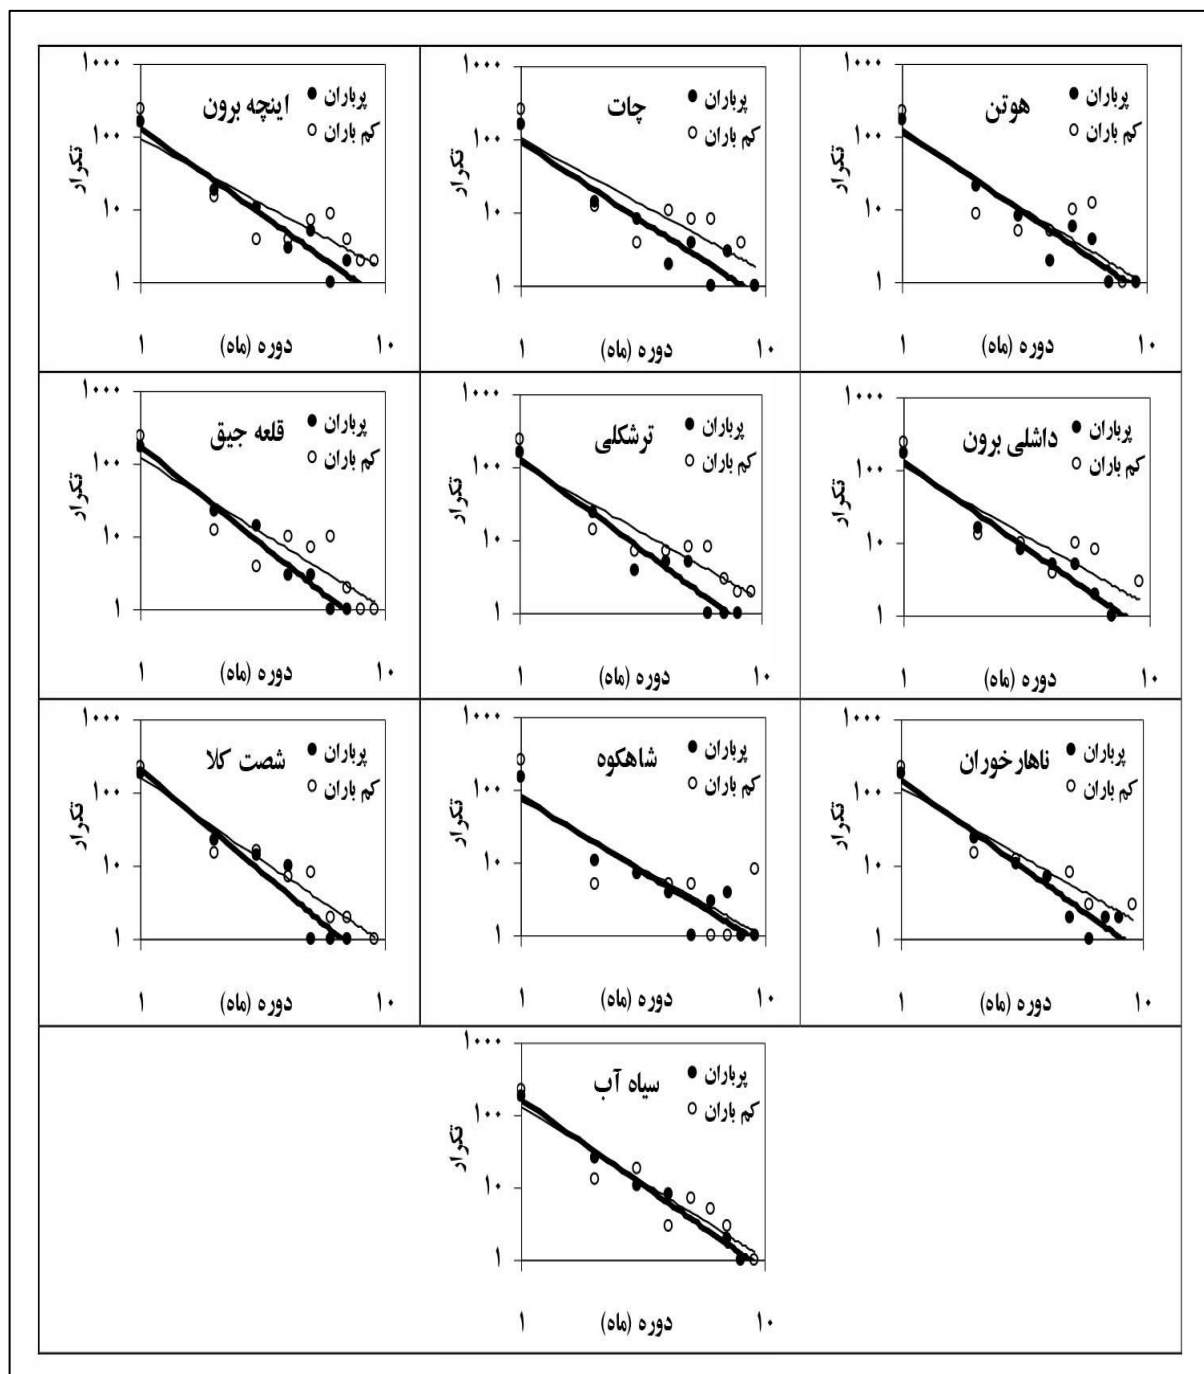 ۱۰۰۰
اینچه برون
پرباران
کم باران
۱۰۰
تکرار
۱۰
۱
۱
دوره (ماه)
۱۰
۱۰۰۰
چات
پرباران
کم باران
۱۰۰
تکرار
۱۰
۱
۱
دوره (ماه)
۱۰
۱۰۰۰
هوتن
پرباران
کم باران
۱۰۰
تکرار
۱۰
۱
۱
دوره (ماه)
۱۰
۱۰۰۰
قلعه جیق
پرباران
کم باران
۱۰۰
تکرار
۱۰
۱
۱
دوره (ماه)
۱۰
۱۰۰۰
ترشکلی
پرباران
کم باران
۱۰۰
تکرار
۱۰
۱
۱
دوره (ماه)
۱۰
۱۰۰۰
داشلی برون
پرباران
کم باران
۱۰۰
تکرار
۱۰
۱
۱
دوره (ماه)
۱۰
۱۰۰۰
شصت کلا
پرباران
کم باران
۱۰۰
تکرار
۱۰
۱
۱
دوره (ماه)
۱۰
۱۰۰۰
شاهکوه
پرباران
کم باران
۱۰۰
تکرار
۱۰
۱
۱
دوره (ماه)
۱۰
۱۰۰۰
ناهارخوران
پرباران
کم باران
۱۰۰
تکرار
۱۰
۱
۱
دوره (ماه)
۱۰
۱۰۰۰
سیاه آب
پرباران
کم باران
۱۰۰
تکرار
۱۰
۱
۱
دوره (ماه)
۱۰